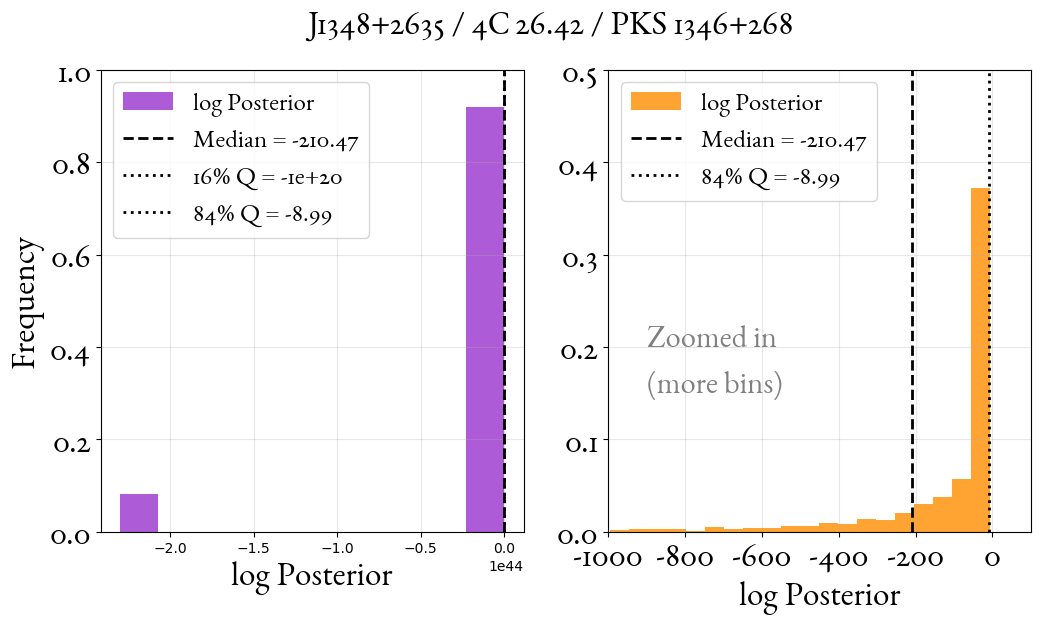 J1348+2635 / 4C 26.42 / PKS 1346+268
1.0
0.8
0.6
0.4
0.2
0.0
Frequency
log Posterior
Median = -210.47
16% Q = -1e+20
84% Q = -8.99
-2.0 -1.5 -1.0 -0.5 0.0
1e44
log Posterior
0.5
0.4
0.3
0.2
0.1
0.0
log Posterior
Median = -210.47
84% Q = -8.99
Zoomed in
(more bins)
-1000 -800 -600 -400 -200 0
log Posterior